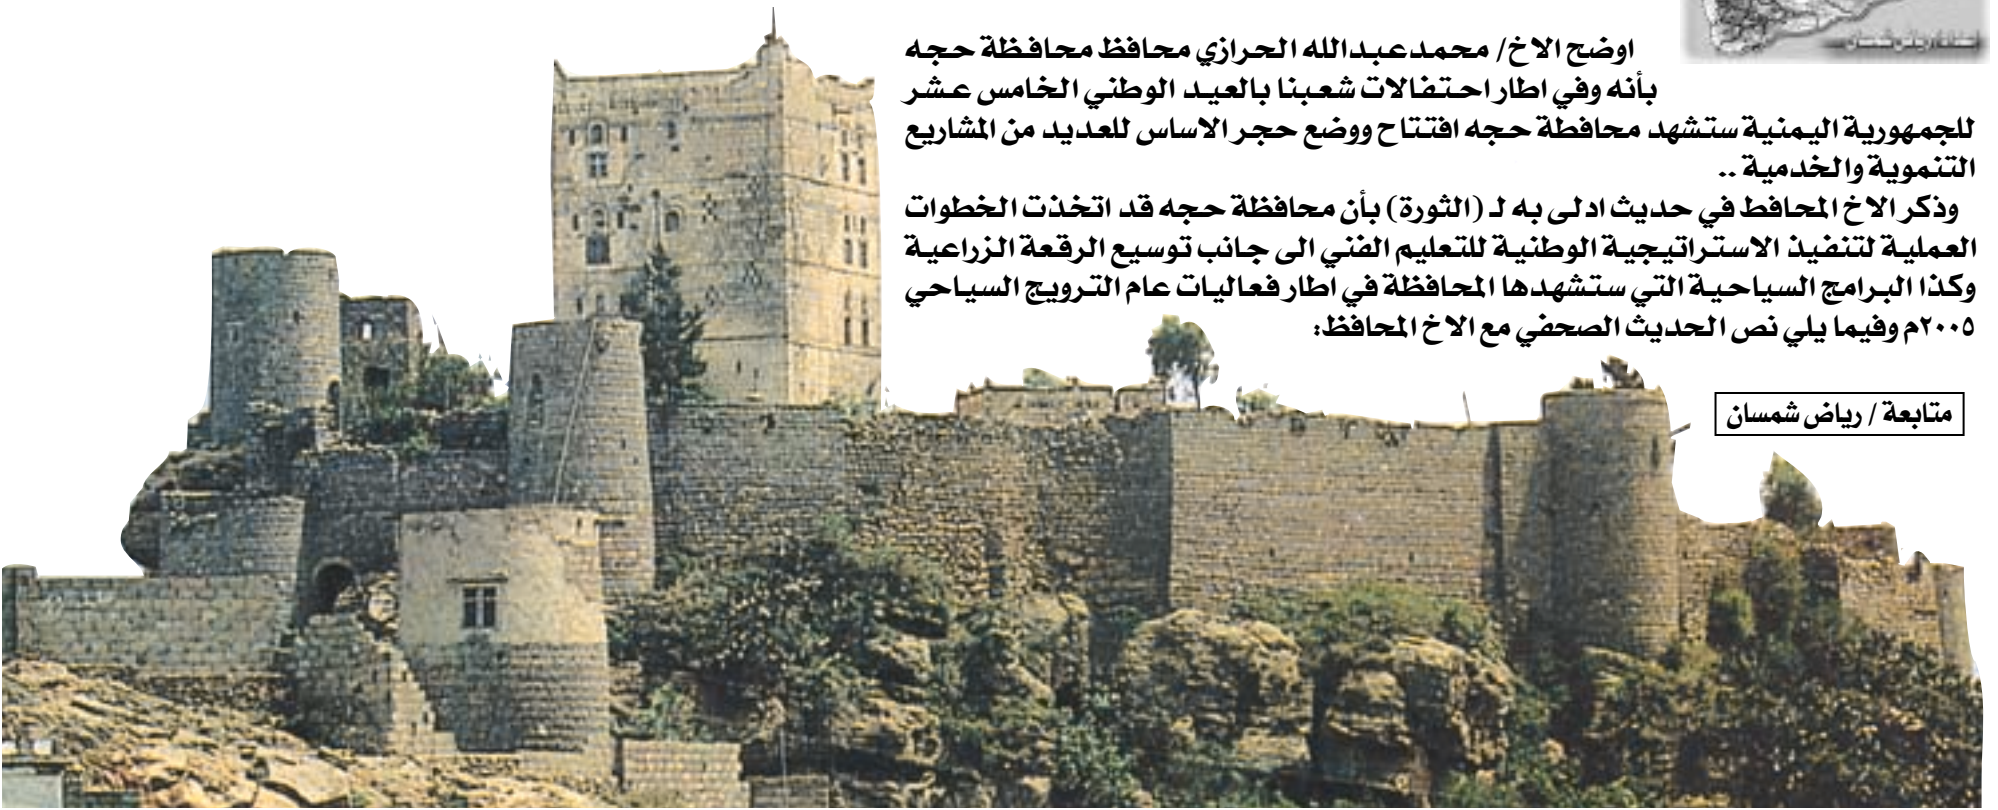 اوضح الاخ/ محمدعبدالله الحرازي محافظ محافظة حجه
بأنه وفي اطار احتفالات شعبنا بالعيد الوطني الخامس عشر
للجمهورية اليمنية ستشهد محافطة حجه افتتاح ووضع حجر الاساس للعديد من المشاريع
التنموية والخدمية ..
وذكر الاخ المحافط في حديث ادلى به لـ (الثورة) بأن محافظة حجه قد اتخذت الخطوات
العملية لتنفيذ الاستراتيجية الوطنية للتعليم الفني الى جانب توسيع الرقعة الزراعية
وكذا البرامج السياحية التي ستشهدها المحافظة في اطار فعاليات عام الترويج السياحي
٢٠٠٥م وفيما يلي نص الحديث الصحفي مع الاخ المحافظ:
متابعة / رياض شمسان